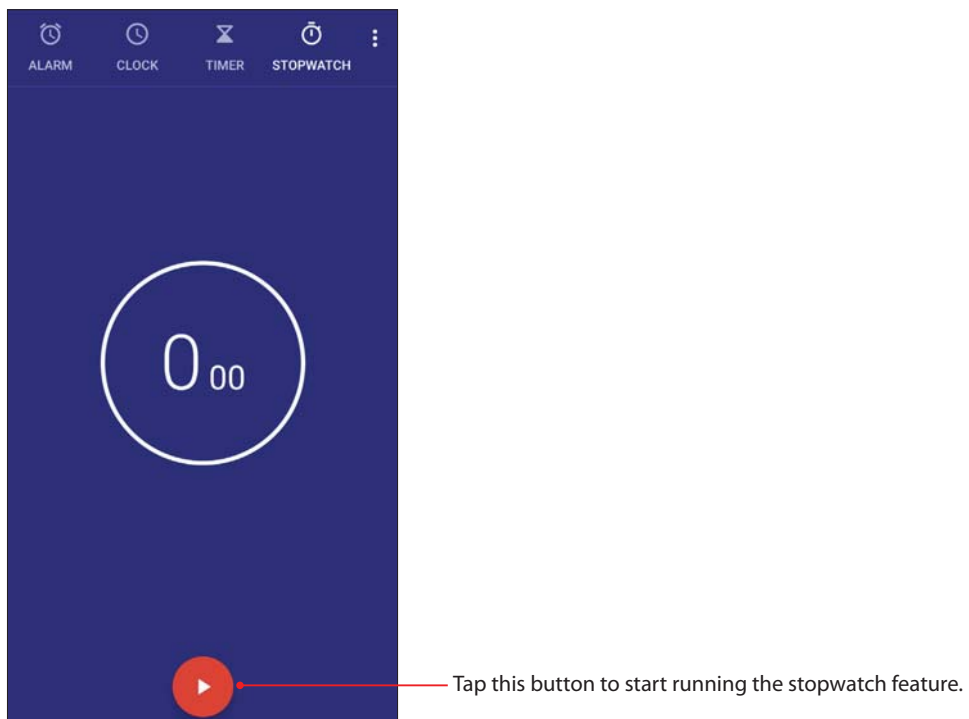 ALARM CLOCK TIMER STOPWATCH
0 00
Tap this button to start running the stopwatch feature.